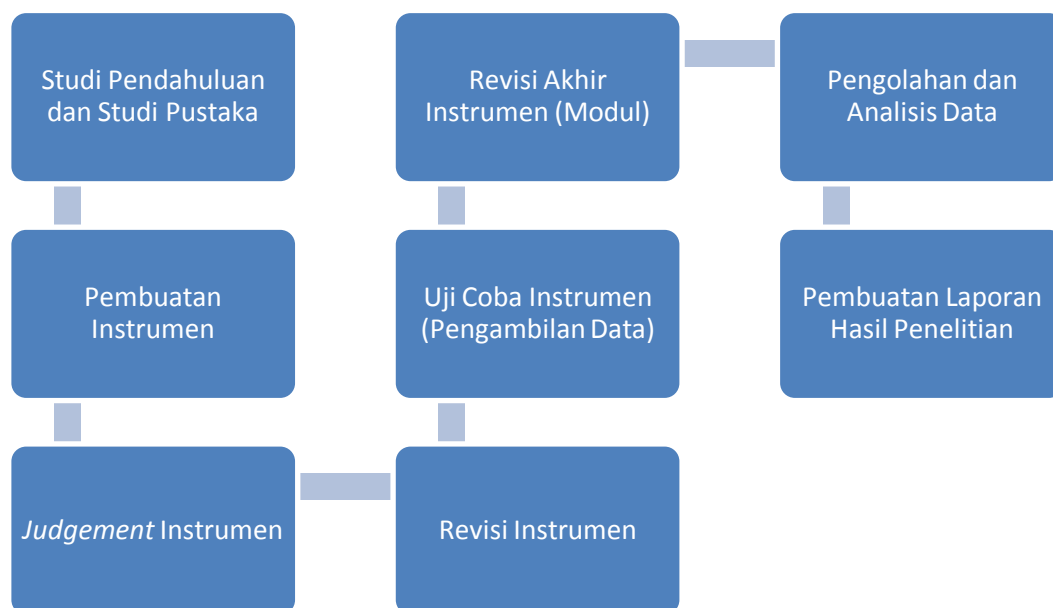 Studi Pendahuluan
dan Studi Pustaka
Pembuatan
Instrumen
Judgement Instrumen
Revisi Instrumen
Uji Coba Instrumen
(Pengambilan Data)
Revisi Akhir
Instrumen (Modul)
Pengolahan dan
Analisis Data
Pembuatan Laporan
Hasil Penelitian